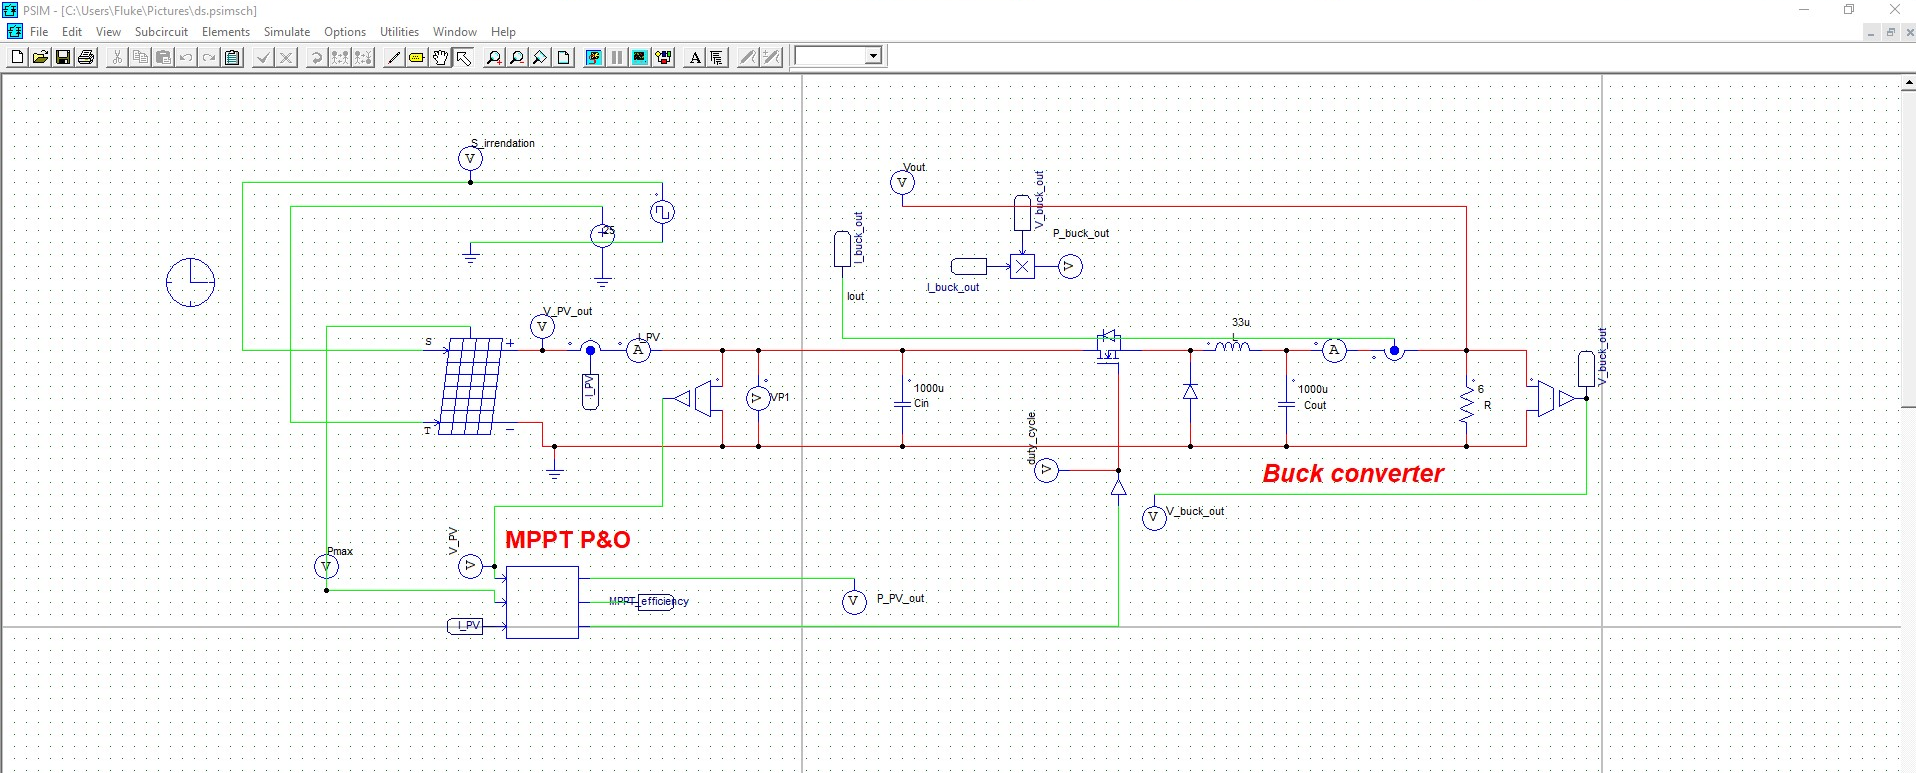 PSIM - [C:\Users\Fluke\Pictures\ds.psimsch]
File Edit View Subcircuit Elements Simulate Options Utilities Window Help
S_irrendation
V
25
Vout
V
V_buck_out
I_buck_out
P_buck_out
V
I_buck_out
Iout
V_PV_out
V
I_PV
A
S
+
T
−
I_PV
V
VP1
1000u
Cin
33u
L
A
1000u
Cout
6
R
V_buck_out
duty_cycle
V
Buck converter
V
V_buck_out
MPPT P&O
V_PV
V
Pmax
V
MPPT_efficiency
I_PV
V
P_PV_out